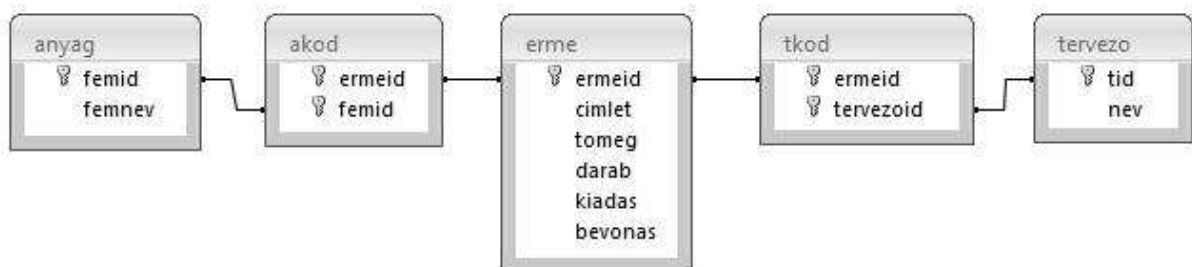 anyag
femid
femnev
akod
ermeid
femid
erme
ermeid
cimlet
tomeg
darab
kiadas
bevonas
tkod
ermeid
tervezoid
tervezo
tid
nev